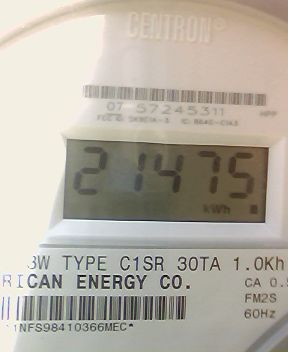 CENTRON®
07 57245311
21475
kWh
3W TYPE C1SR 30TA 1.0Kh
RICAN ENERGY CO. CA 0.
FM2S
60Hz
1NFS98410366MEC*